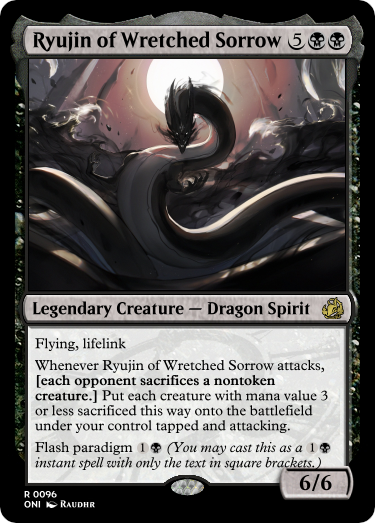 Ryujin of Wretched Sorrow 5
Legendary Creature — Dragon Spirit
Flying, lifelink
Whenever Ryujin of Wretched Sorrow attacks,
[each opponent sacrifices a nontoken
creature.] Put each creature with mana value 3
or less sacrificed this way onto the battlefield
under your control tapped and attacking.
Flash paradigm 1 (You may cast this as a 1
instant spell with only the text in square brackets.)
6/6
R 0096
ONI Raudhr